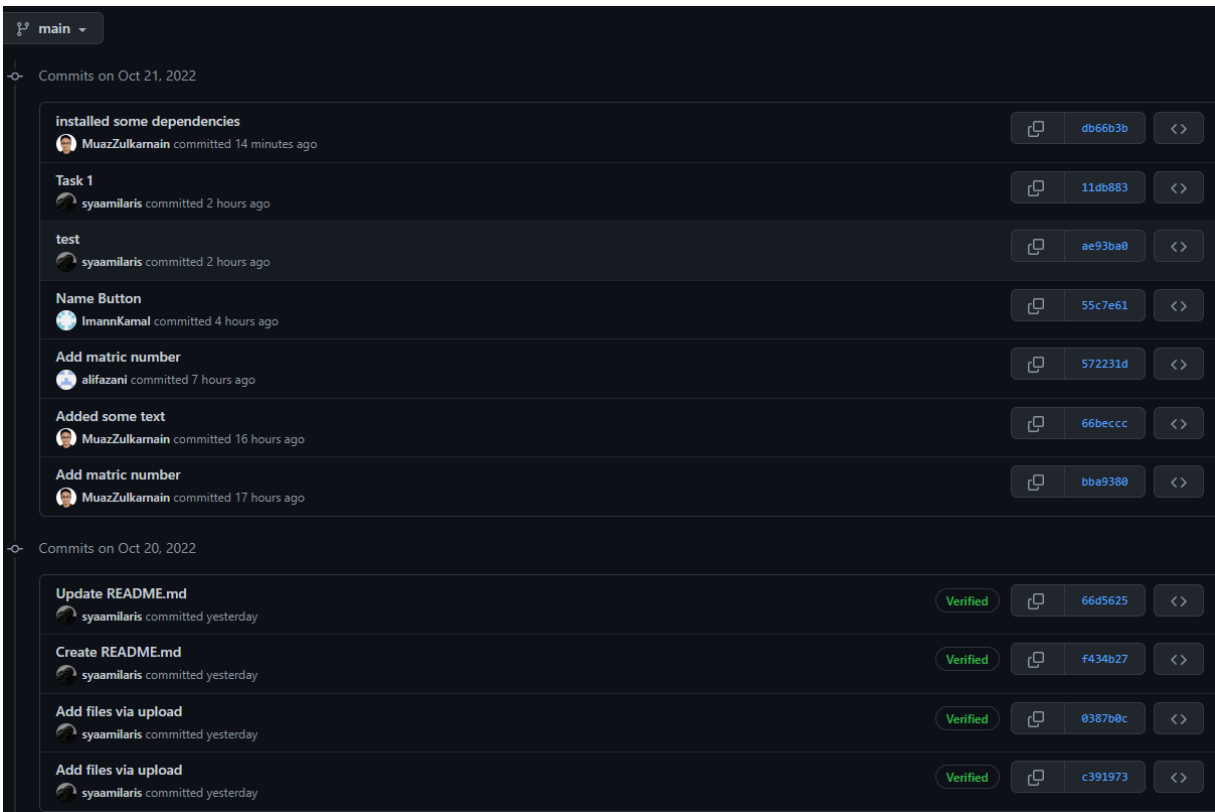 main
Commits on Oct 21, 2022
installed some dependencies
MuazZulkarnain committed 14 minutes ago
db66b3b
Task 1
syaamilaris committed 2 hours ago
11db883
test
syaamilaris committed 2 hours ago
ae93ba0
Name Button
ImannKamal committed 4 hours ago
55c7e61
Add matric number
alifazani committed 7 hours ago
572231d
Added some text
MuazZulkarnain committed 16 hours ago
66beccc
Add matric number
MuazZulkarnain committed 17 hours ago
bba9380
Commits on Oct 20, 2022
Update README.md
syaamilaris committed yesterday
Verified 66d5625
Create README.md
syaamilaris committed yesterday
Verified f434b27
Add files via upload
syaamilaris committed yesterday
Verified 0387b0c
Add files via upload
syaamilaris committed yesterday
Verified c391973